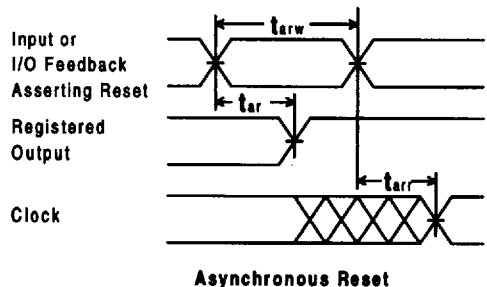 Input or
I/O Feedback
Asserting Reset
tarw
tar
Registered
Output
tarr
Clock
Asynchronous Reset